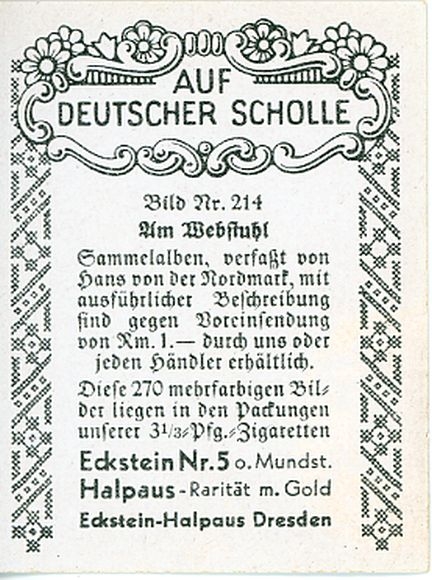 AUF
DEUTSCHER SCHOLLE
Bild Nr. 214
Am Webstuhl
Sammelalben, verfaßt von
Hans von der Nordmark, mit
ausführlicher Beschreibung
sind gegen Voreinsendung
von Rm. 1.— durch uns oder
jeden Händler erhältlich.
Diese 270 mehrfarbigen Bil-
der liegen in den Packungen
unserer 3⅓-Pfg.-Zigaretten
Eckstein Nr. 5 o. Mundst.
Halpaus - Rarität m. Gold
Eckstein-Halpaus Dresden